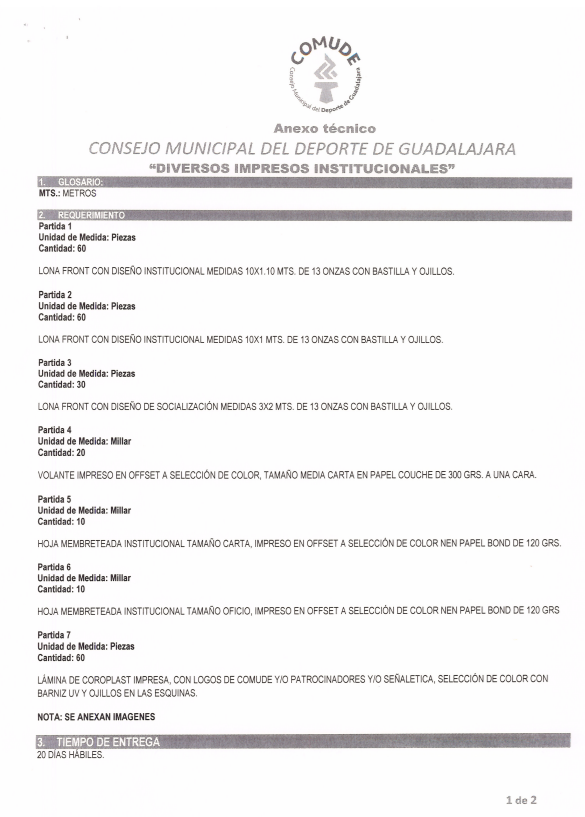 COMUDE
Consejo Municipal del Deporte de Guadalajara
Anexo técnico
CONSEJO MUNICIPAL DEL DEPORTE DE GUADALAJARA
“DIVERSOS IMPRESOS INSTITUCIONALES”
1. GLOSARIO:
MTS.: METROS
2. REQUERIMIENTO
Partida 1
Unidad de Medida: Piezas
Cantidad: 60
LONA FRONT CON DISEÑO INSTITUCIONAL MEDIDAS 10X1.10 MTS. DE 13 ONZAS CON BASTILLA Y OJILLOS.
Partida 2
Unidad de Medida: Piezas
Cantidad: 60
LONA FRONT CON DISEÑO INSTITUCIONAL MEDIDAS 10X1 MTS. DE 13 ONZAS CON BASTILLA Y OJILLOS.
Partida 3
Unidad de Medida: Piezas
Cantidad: 30
LONA FRONT CON DISEÑO DE SOCIALIZACIÓN MEDIDAS 3X2 MTS. DE 13 ONZAS CON BASTILLA Y OJILLOS.
Partida 4
Unidad de Medida: Millar
Cantidad: 20
VOLANTE IMPRESO EN OFFSET A SELECCIÓN DE COLOR, TAMAÑO MEDIA CARTA EN PAPEL COUCHE DE 300 GRS. A UNA CARA.
Partida 5
Unidad de Medida: Millar
Cantidad: 10
HOJA MEMBRETEADA INSTITUCIONAL TAMAÑO CARTA, IMPRESO EN OFFSET A SELECCIÓN DE COLOR NEN PAPEL BOND DE 120 GRS.
Partida 6
Unidad de Medida: Millar
Cantidad: 10
HOJA MEMBRETEADA INSTITUCIONAL TAMAÑO OFICIO, IMPRESO EN OFFSET A SELECCIÓN DE COLOR NEN PAPEL BOND DE 120 GRS
Partida 7
Unidad de Medida: Piezas
Cantidad: 60
LÁMINA DE COROPLAST IMPRESA, CON LOGOS DE COMUDE Y/O PATROCINADORES Y/O SEÑALETICA, SELECCIÓN DE COLOR CON
BARNIZ UV Y OJILLOS EN LAS ESQUINAS.
NOTA: SE ANEXAN IMAGENES
3. TIEMPO DE ENTREGA
20 DÍAS HÁBILES.
1 de 2